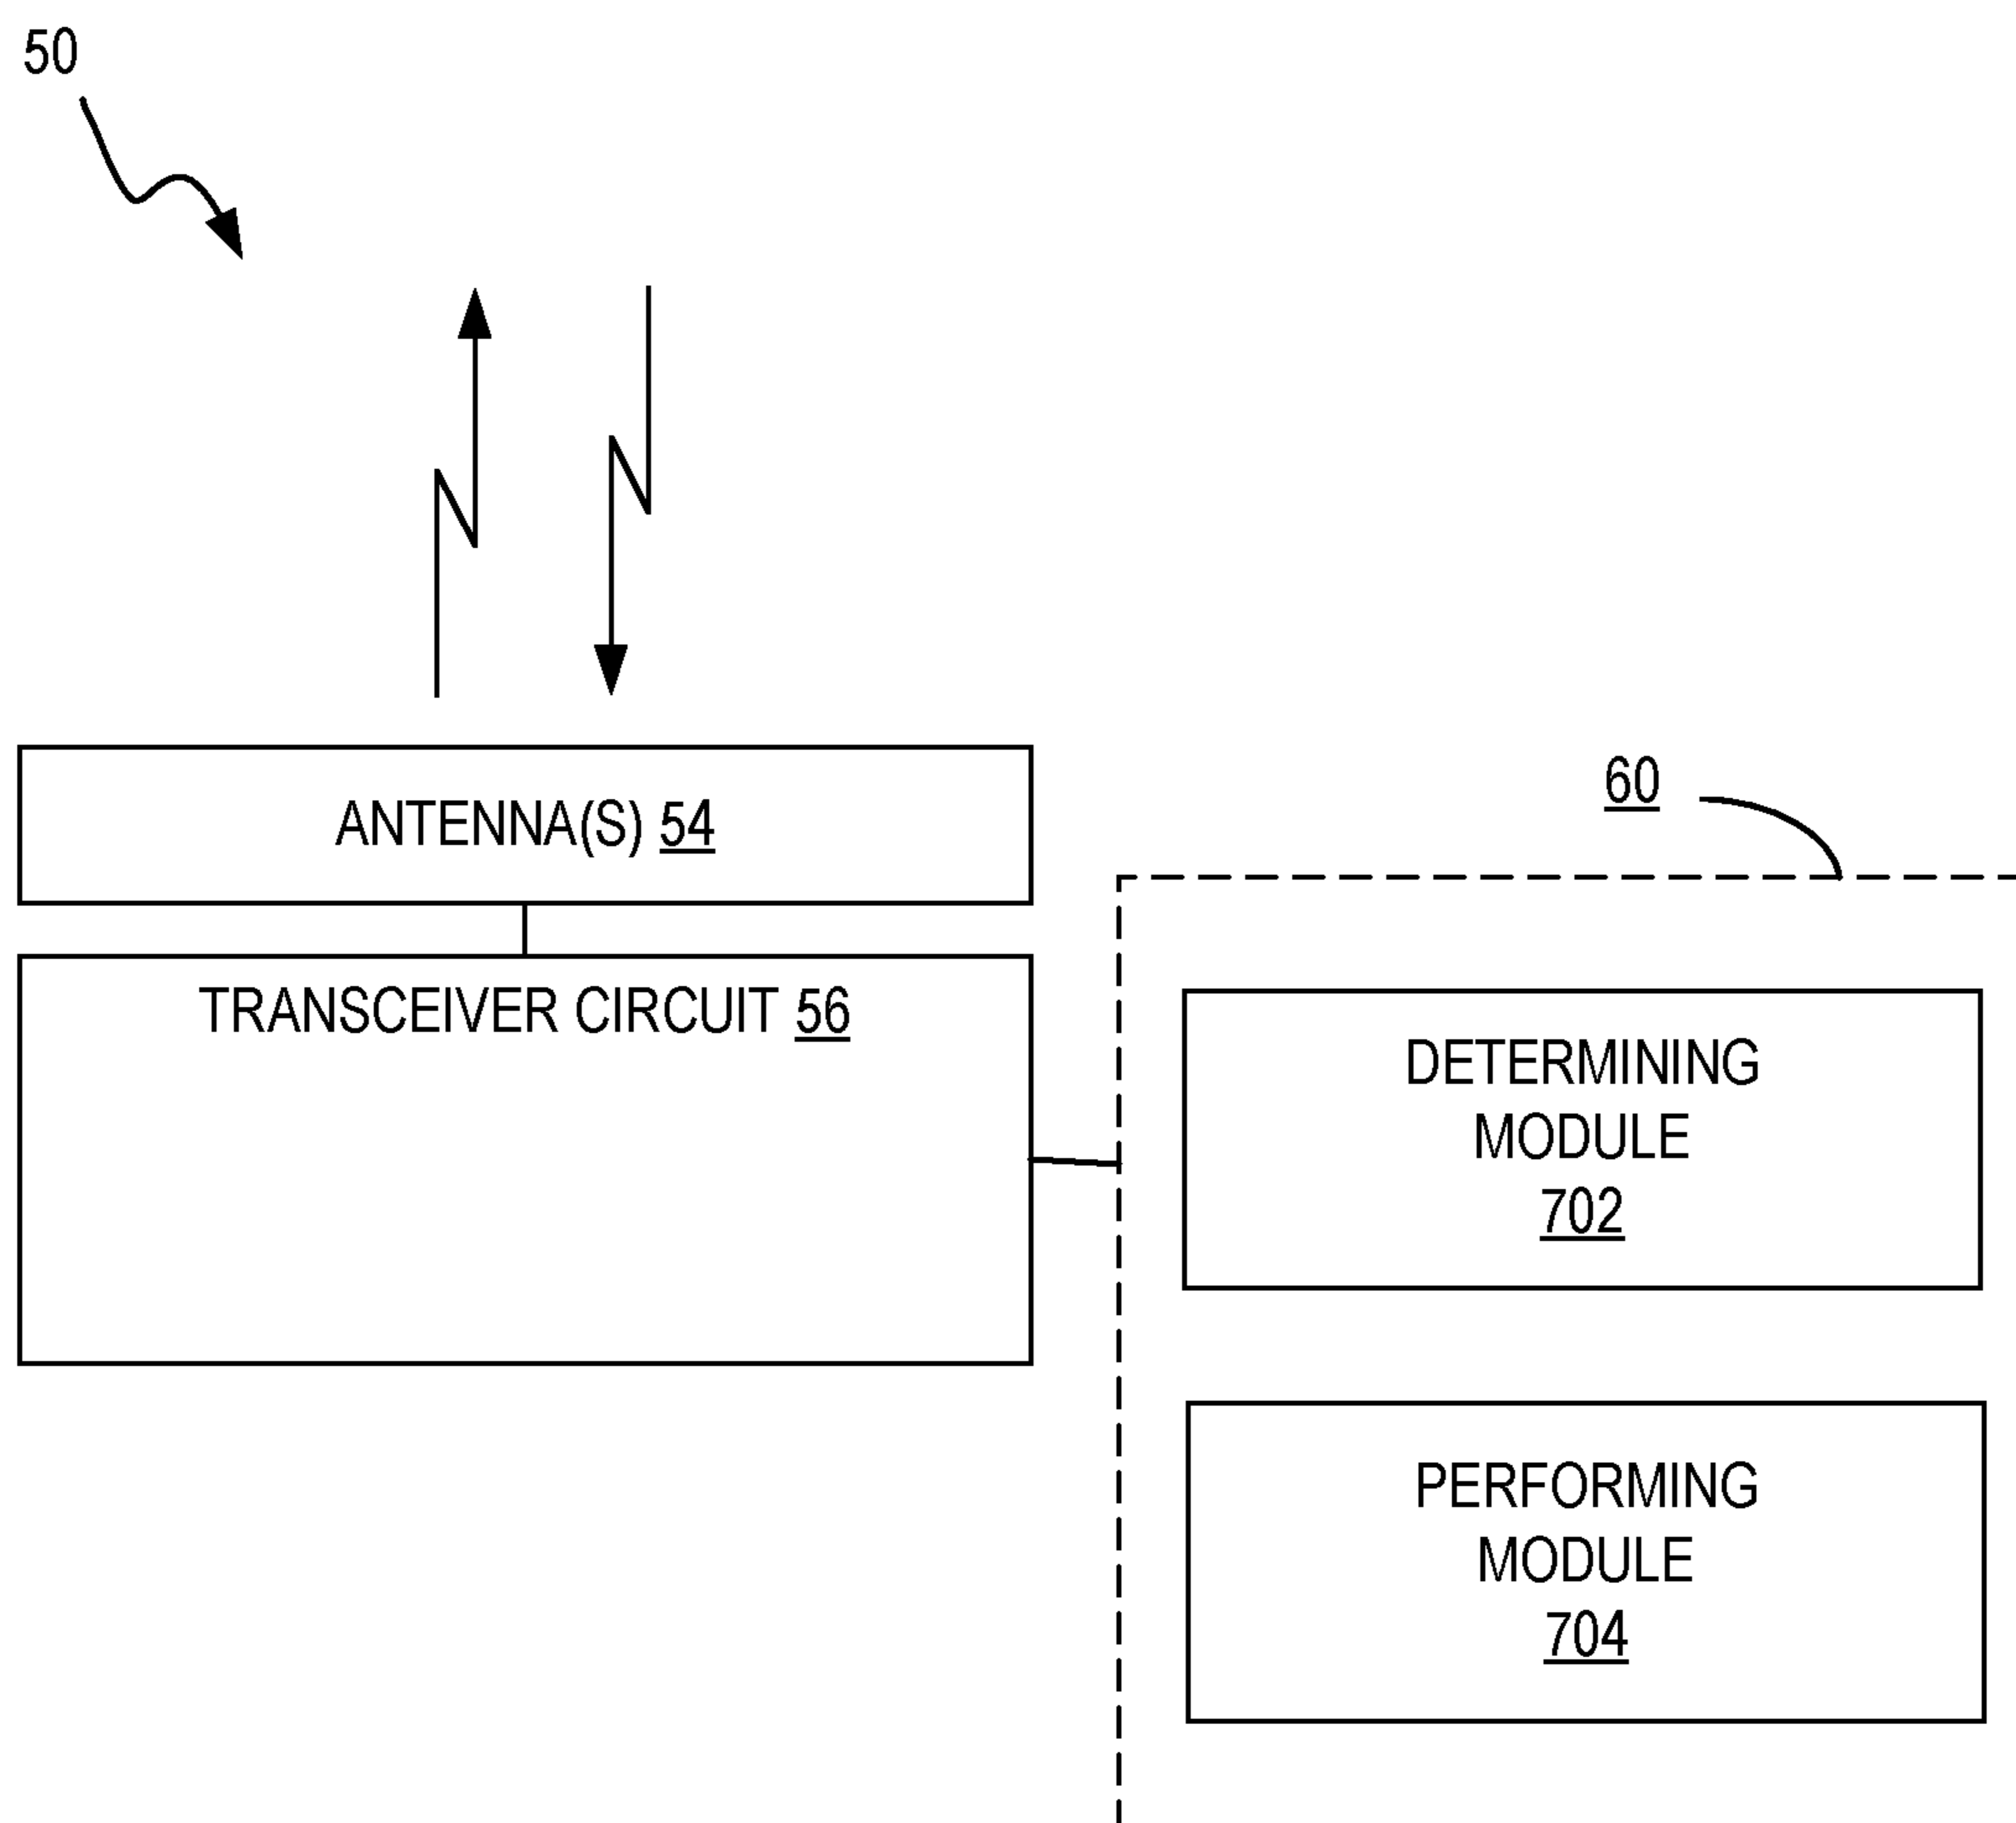 50
ANTENNA(S) 54
60
TRANSCEIVER CIRCUIT 56
DETERMINING
MODULE
702
PERFORMING
MODULE
704